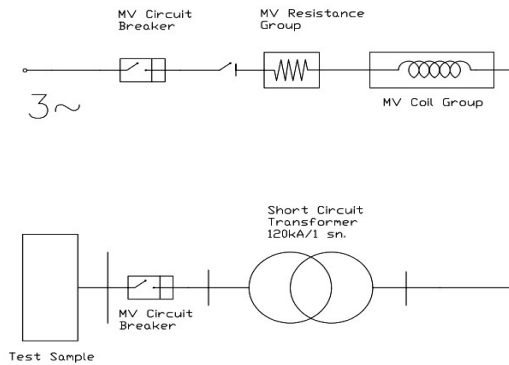 MV Circuit
Breaker
MV Resistance
Group
3~
MV Coil Group
Short Circuit
Transformer
120kA/1 sn.
MV Circuit
Breaker
Test Sample